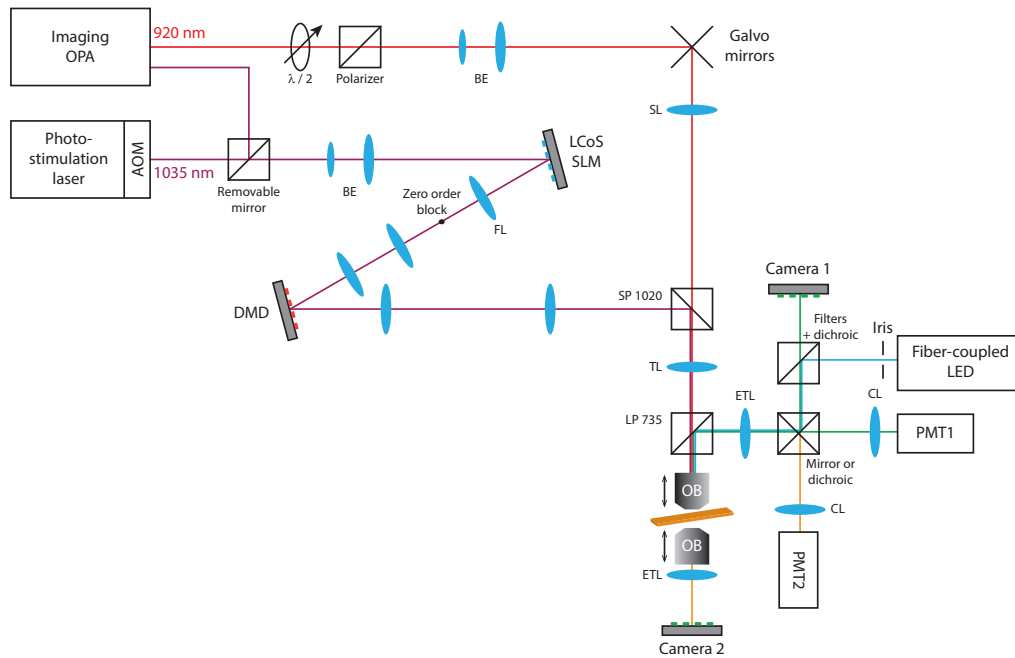 Imaging
OPA
920 nm
λ / 2
Polarizer
BE
Galvo
mirrors
SL
Photo-
stimulation
laser
AOM
1035 nm
Removable
mirror
BE
LCoS
SLM
Zero order
block
FL
DMD
SP 1020
Camera 1
Filters
+ dichroic
Iris
Fiber-coupled
LED
TL
LP 735
ETL
CL
PMT1
Mirror or
dichroic
OB
CL
OB
PMT2
ETL
Camera 2